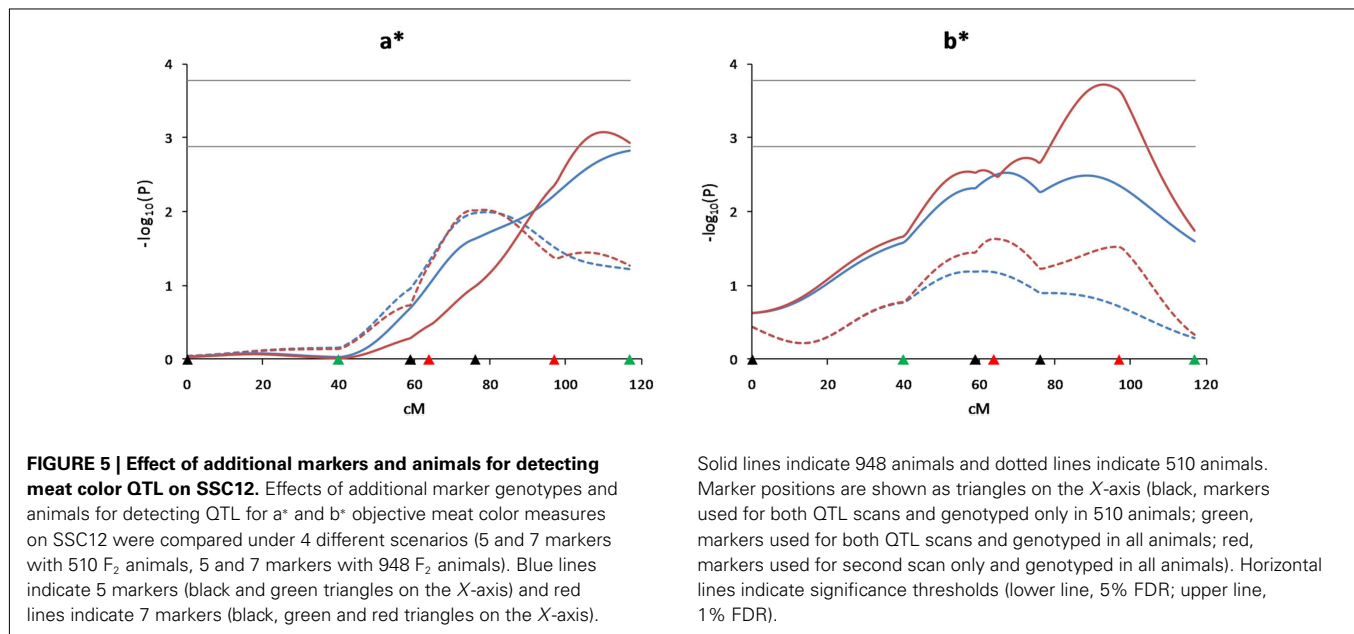 a*
4
3
2
1
0
-log₁₀(P)
0 20 40 60 80 100 120
cM
b*
4
3
2
1
0
-log₁₀(P)
0 20 40 60 80 100 120
cM
FIGURE 5 | Effect of additional markers and animals for detecting
meat color QTL on SSC12. Effects of additional marker genotypes and
animals for detecting QTL for a* and b* objective meat color measures
on SSC12 were compared under 4 different scenarios (5 and 7 markers
with 510 F₂ animals, 5 and 7 markers with 948 F₂ animals). Blue lines
indicate 5 markers (black and green triangles on the X-axis) and red
lines indicate 7 markers (black, green and red triangles on the X-axis).
Solid lines indicate 948 animals and dotted lines indicate 510 animals.
Marker positions are shown as triangles on the X-axis (black, markers
used for both QTL scans and genotyped only in 510 animals; green,
markers used for both QTL scans and genotyped in all animals; red,
markers used for second scan only and genotyped in all animals). Horizontal
lines indicate significance thresholds (lower line, 5% FDR; upper line,
1% FDR).